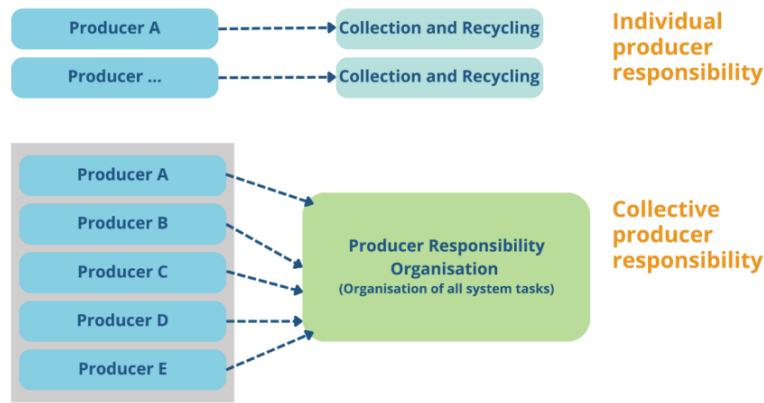 Producer A
Collection and Recycling
Producer ...
Collection and Recycling
Individual
producer
responsibility
Producer A
Producer B
Producer C
Producer D
Producer E
Producer Responsibility
Organisation
(Organisation of all system tasks)
Collective
producer
responsibility